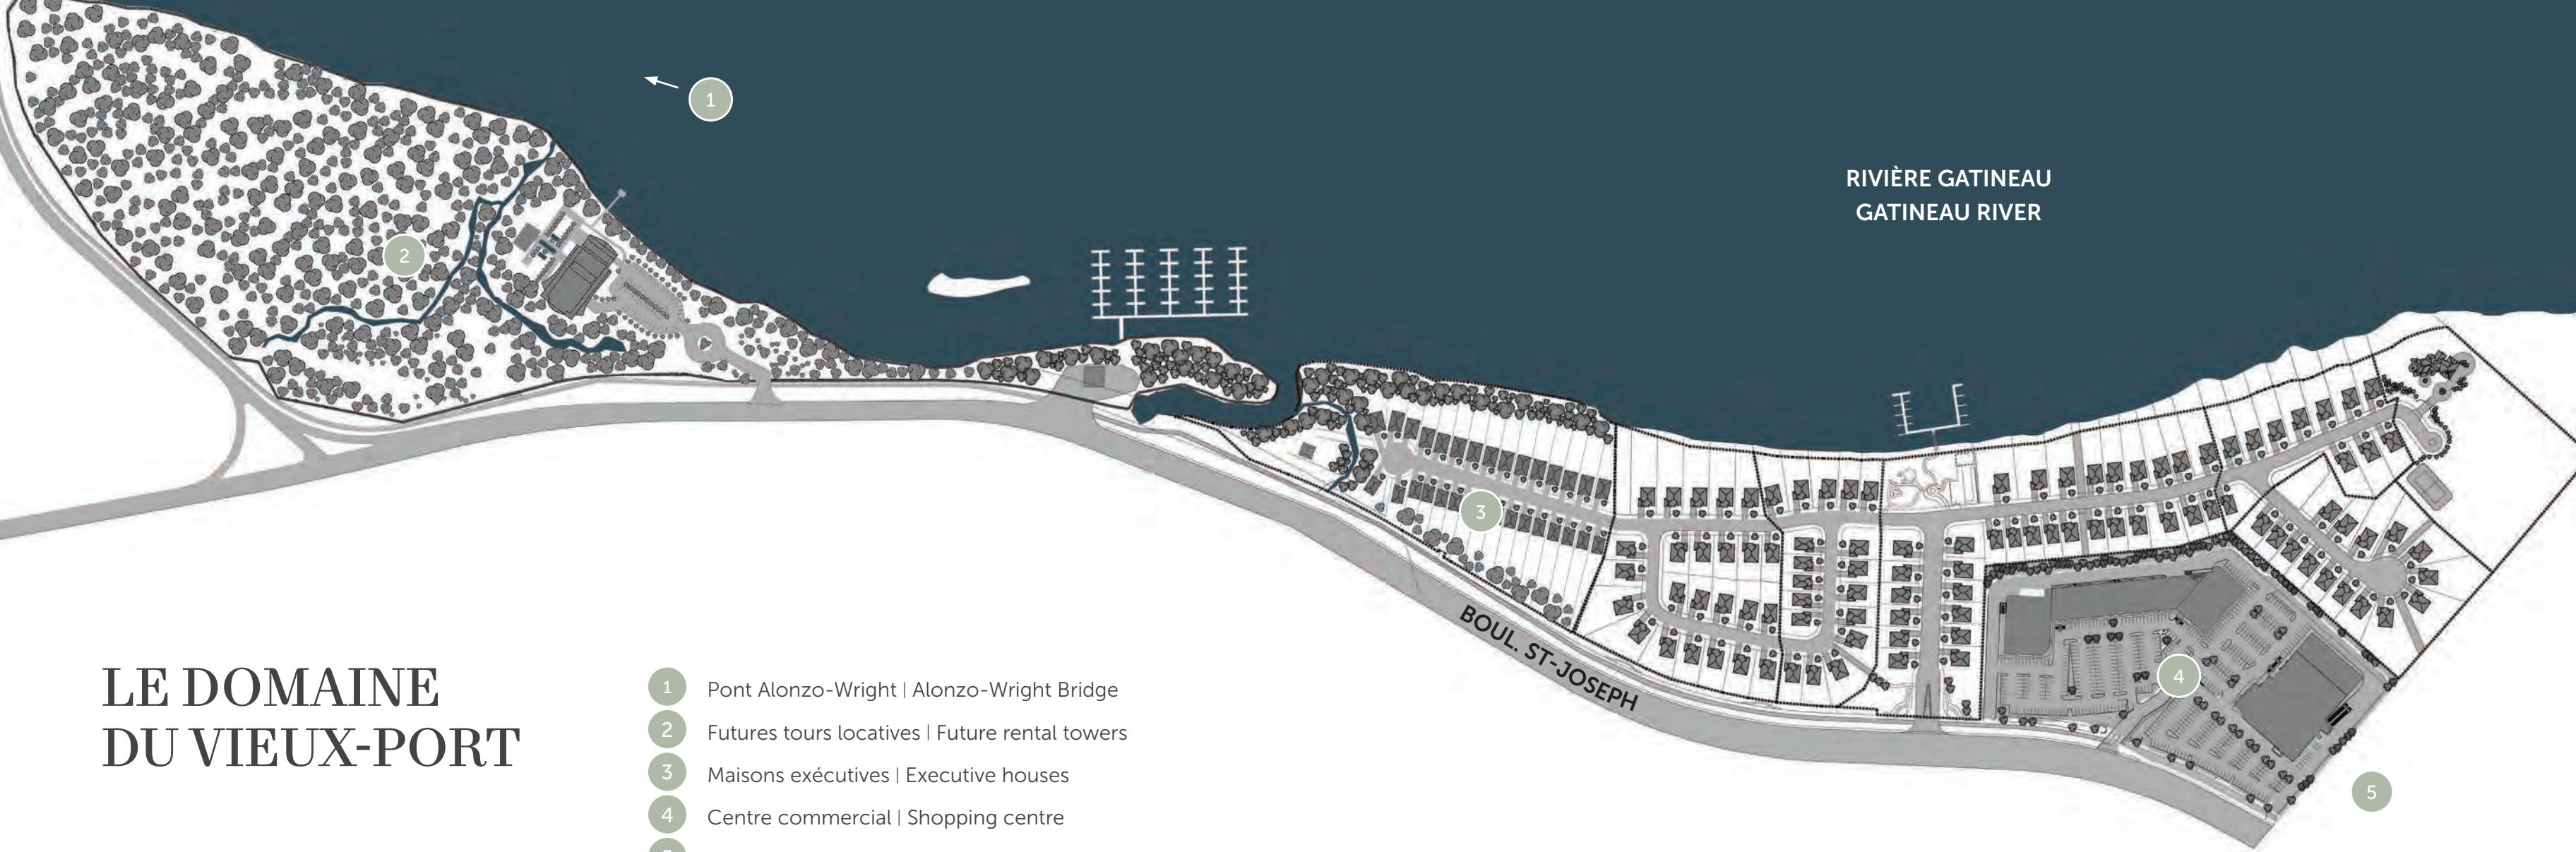 1
2
RIVIÈRE GATINEAU
GATINEAU RIVER
3
4
5
BOUL. ST-JOSEPH
LE DOMAINE
DU VIEUX-PORT
1 Pont Alonzo-Wright | Alonzo-Wright Bridge
2 Futures tours locatives | Future rental towers
3 Maisons exécutives | Executive houses
4 Centre commercial | Shopping centre